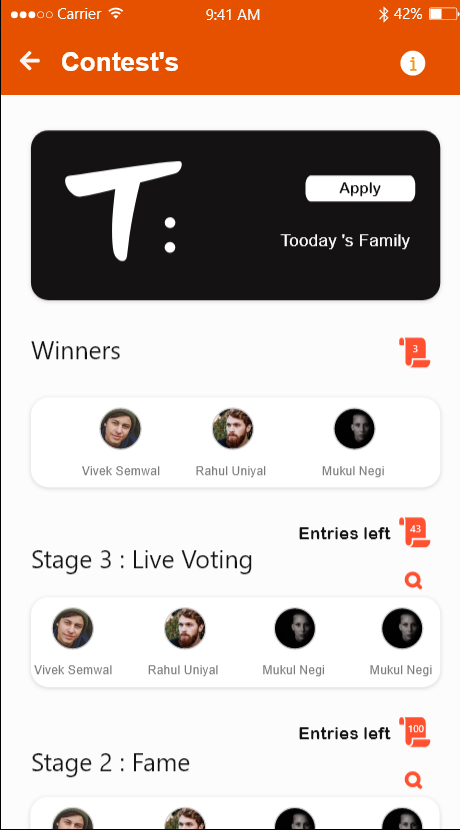 Carrier 9:41 AM 42%
Contest's
i
T:
Apply
Tooday 's Family
Winners
3
Vivek Semwal Rahul Uniyal Mukul Negi
Entries left 43
Stage 3 : Live Voting
Vivek Semwal Rahul Uniyal Mukul Negi Mukul Negi
Entries left 100
Stage 2 : Fame